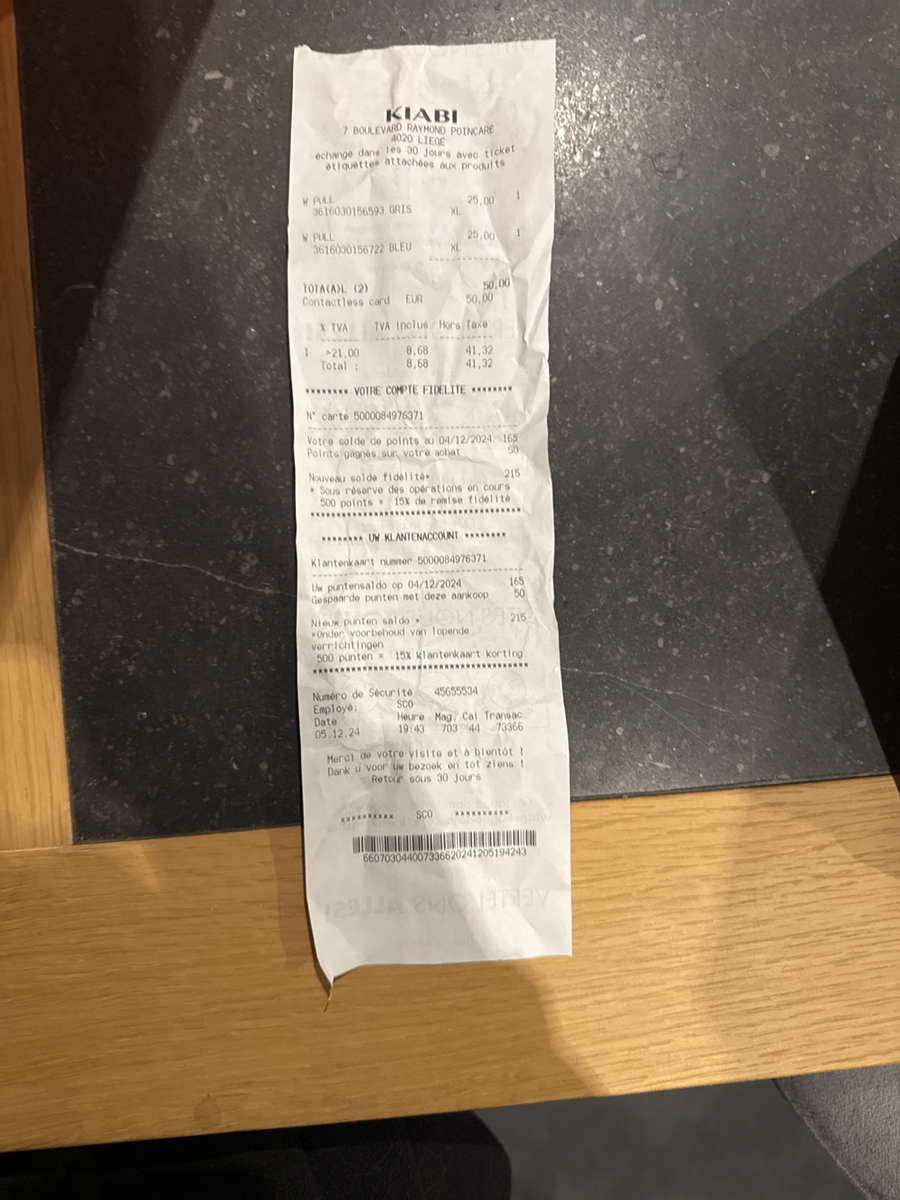 KIABI
7 BOULEVARD RAYMOND POINCARÉ
4020 LIEGE
échange dans les 30 jours avec ticket
étiquettes attachées aux produits
W PULL 25,00 1
3616030156593 GRIS XL
W PULL 25,00 1
3616030156722 BLEU XL
TOTA(A)L (2) 50,00
Contactless card EUR 50,00
% TVA TVA Inclus Hors Taxe
1 >21,00 8,68 41,32
Total : 8,68 41,32
******** VOTRE COMPTE FIDELITE ********
N° carte 5000084976371
Votre solde de points au 04/12/2024 165
Points gagnés sur votre achat 50
Nouveau solde fidélité* 215
* Sous réserve des opérations en cours
500 points = 15% de remise fidelité
******** UW KLANTENACCOUNT ********
Klantenkaart nummer 5000084976371
Uw puntensaldo op 04/12/2024 165
Gespaarde punten met deze aankoop 50
Nieuw punten saldo * 215
*Onder voorbehoud van lopende
verrichtingen
500 punten = 15% klantenkaart korting
Numéro de Sécurité 45655534
Employé: SCO
Date Heure Mag. Cai Transac
05.12.24 19:43 703 44 73366
Merci de votre visite et à bientôt !
Dank u voor uw bezoek en tot ziens !
Retour sous 30 jours
********** SCO **********
660703044007336620241205194243